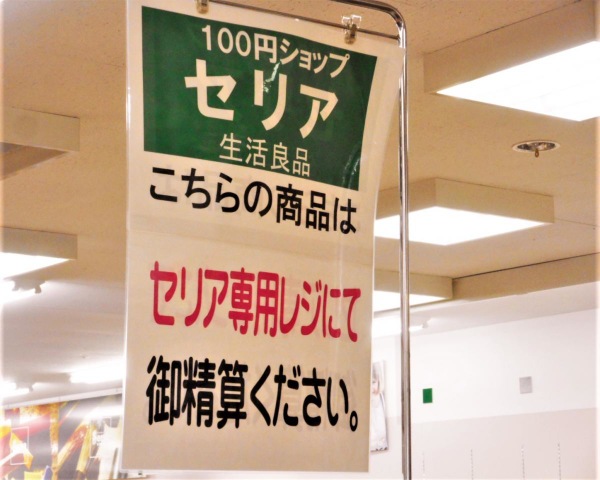 100円ショップ
セリア
生活良品
こちらの商品は
セリア専用レジにて
御精算ください。